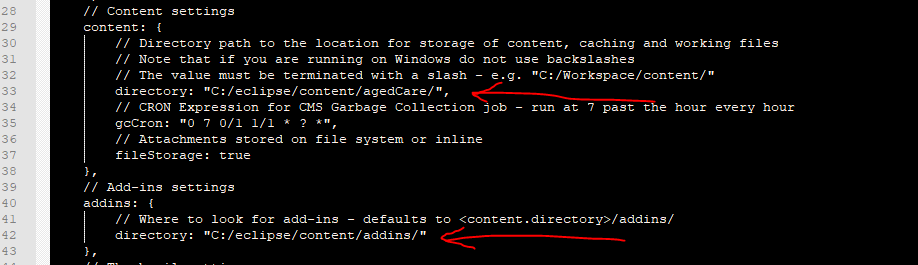 28 // Content settings
29 content: {
30 // Directory path to the location for storage of content, caching and working files
31 // Note that if you are running on Windows do not use backslashes
32 // The value must be terminated with a slash - e.g. "C:/Workspace/content/"
33 directory: "C:/eclipse/content/agedCare/",
34 // CRON Expression for CMS Garbage Collection job - run at 7 past the hour every hour
35 gcCron: "0 7 0/1 1/1 * ? *",
36 // Attachments stored on file system or inline
37 fileStorage: true
38 },
39 // Add-ins settings
40 addins: {
41 // Where to look for add-ins - defaults to <content.directory>/addins/
42 directory: "C:/eclipse/content/addins/"
43 },